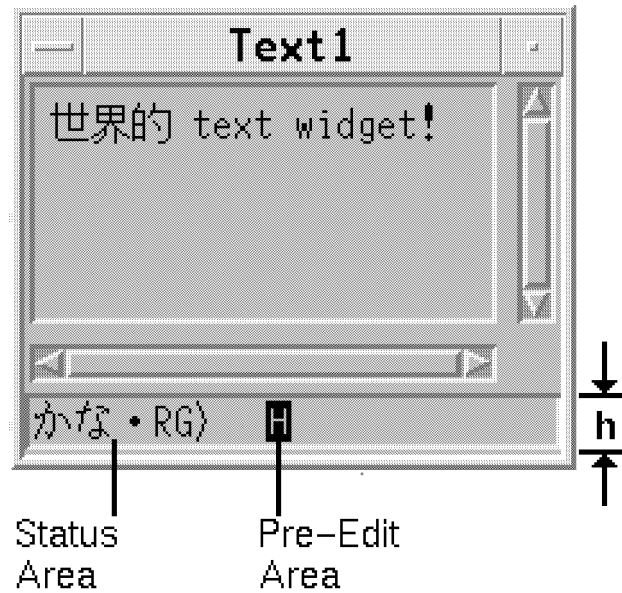 Text1
世界的 text widget!
かな・RG〉 H
h
Status Area
Pre-Edit Area